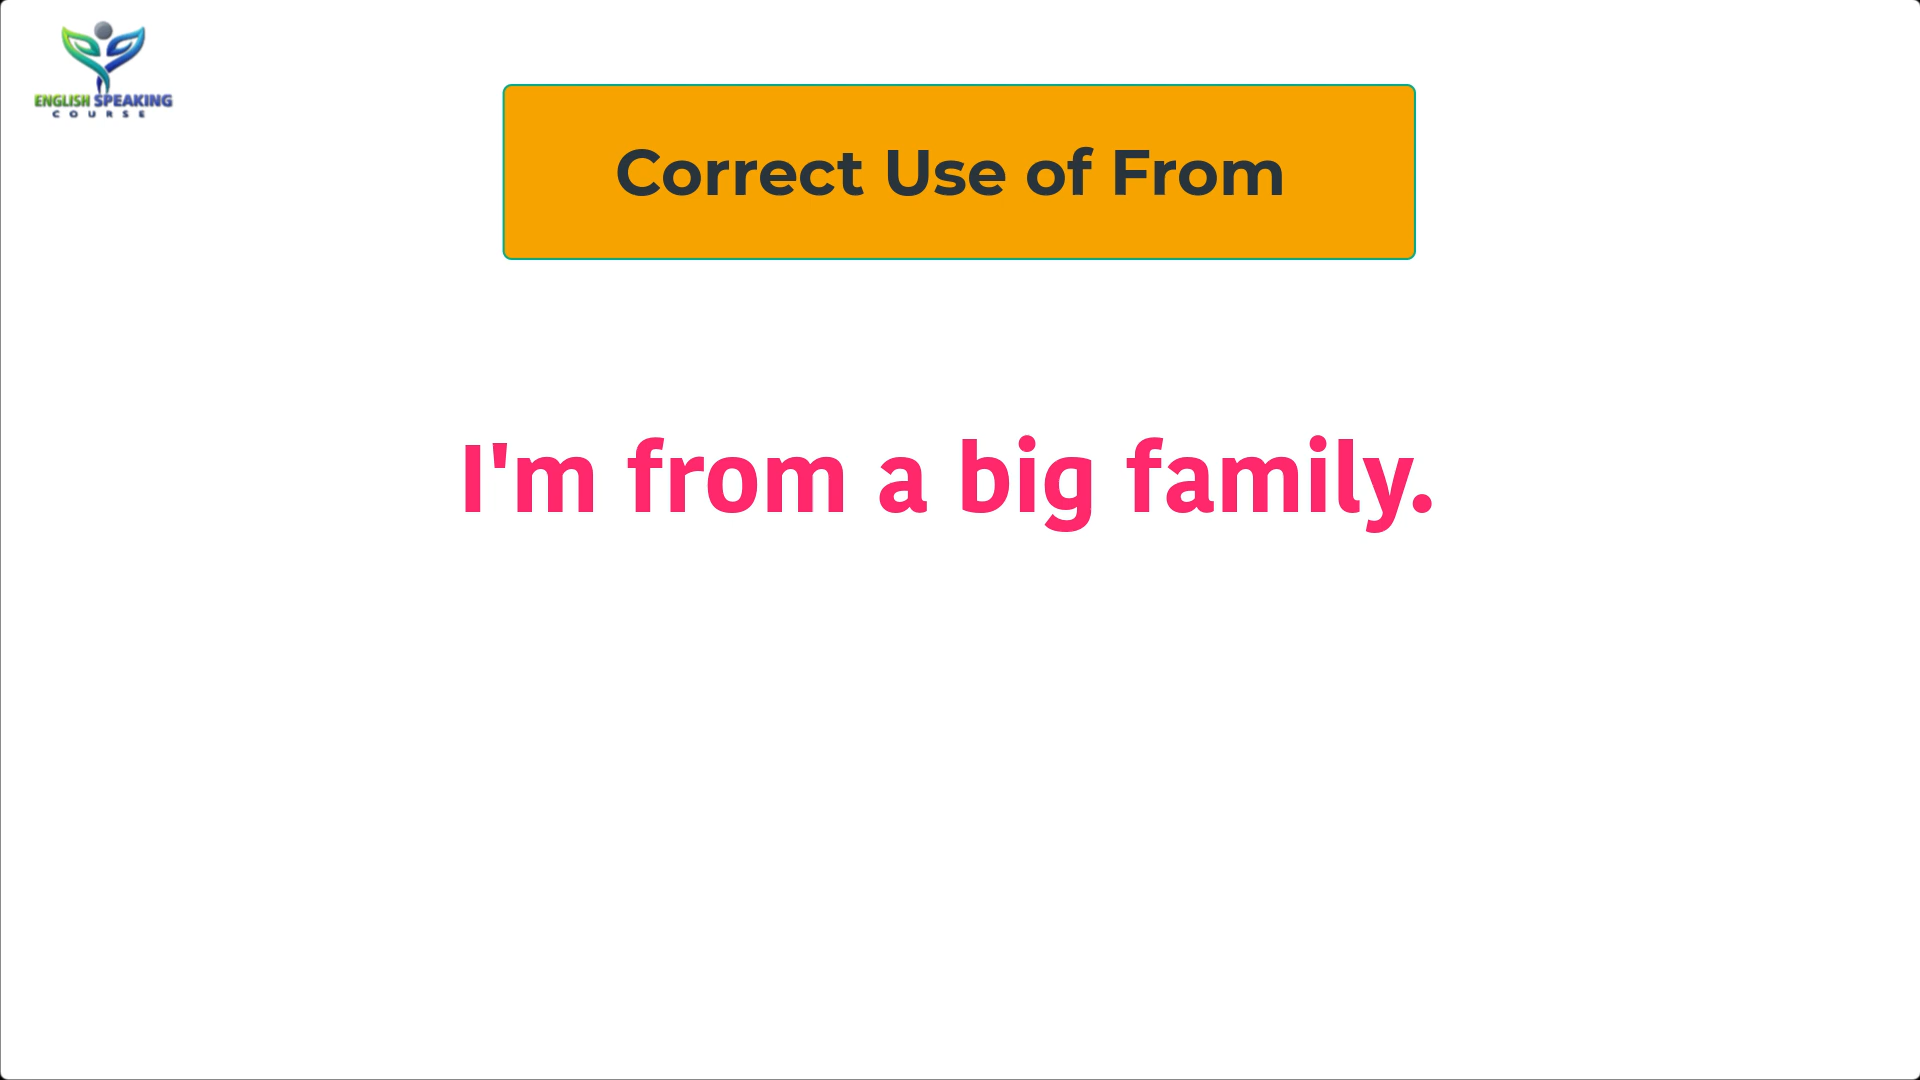 ENGLISH SPEAKING
COURSE
Correct Use of From
I'm from a big family.